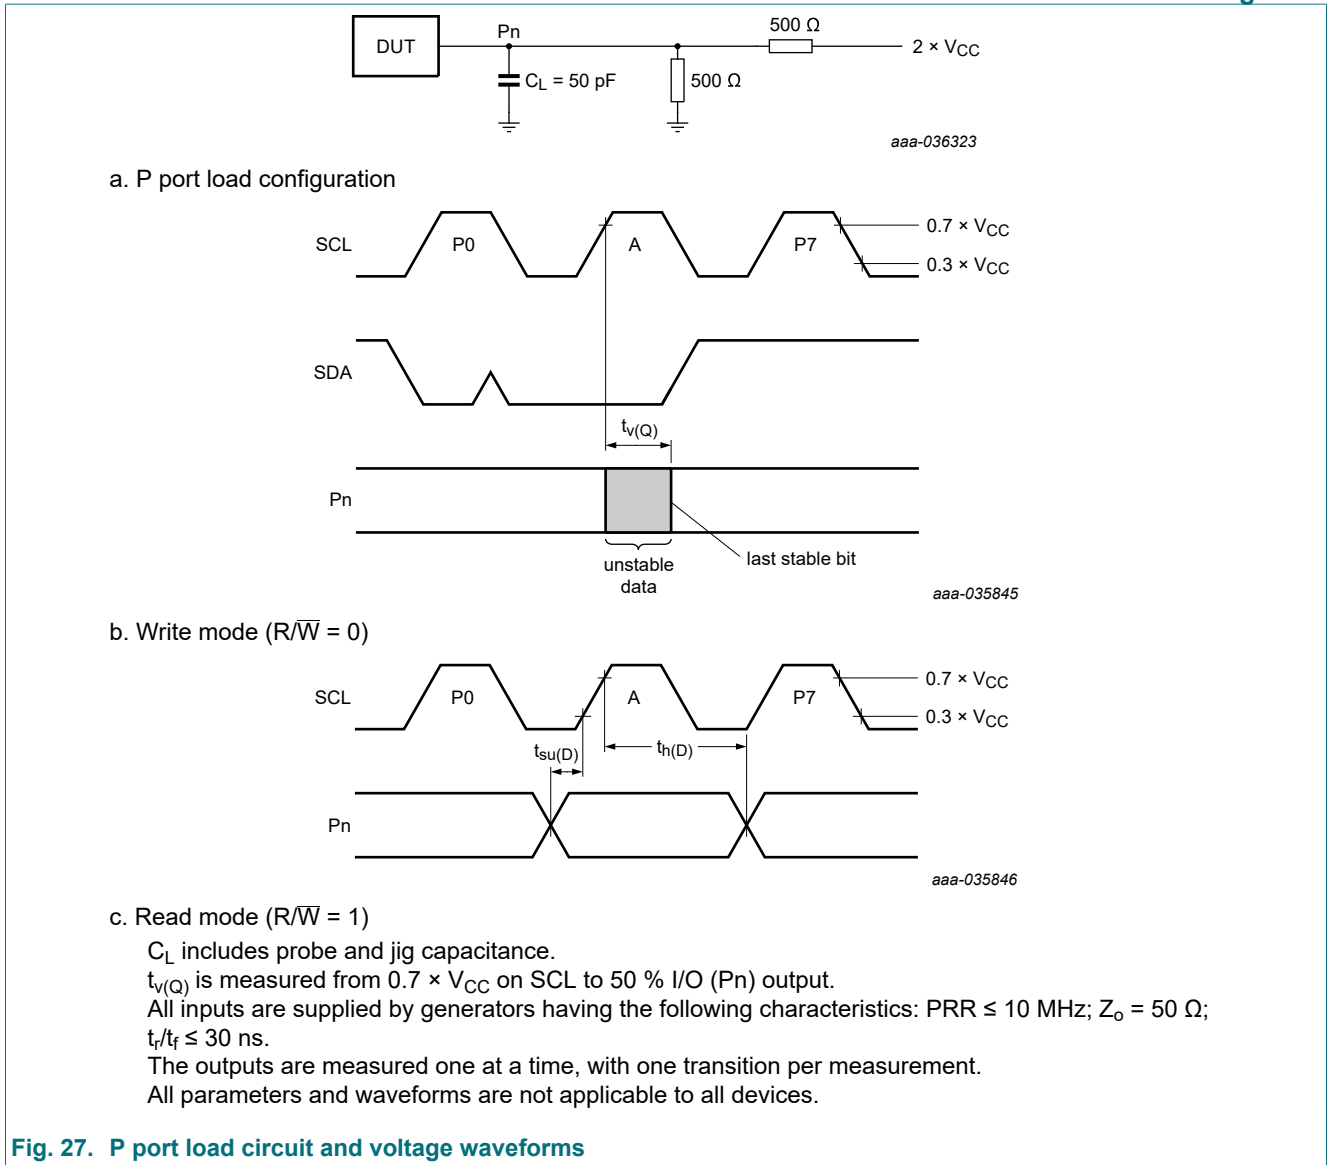 DUT
Pn
CL = 50 pF
500 Ω
500 Ω
2 × VCC
aaa-036323
a. P port load configuration
SCL
P0
A
P7
0.7 × VCC
0.3 × VCC
SDA
tv(Q)
Pn
unstable
data
last stable bit
aaa-035845
b. Write mode (R/W̅ = 0)
SCL
P0
A
P7
0.7 × VCC
0.3 × VCC
tsu(D)
th(D)
Pn
aaa-035846
c. Read mode (R/W̅ = 1)
CL includes probe and jig capacitance.
tv(Q) is measured from 0.7 × VCC on SCL to 50 % I/O (Pn) output.
All inputs are supplied by generators having the following characteristics: PRR ≤ 10 MHz; Zo = 50 Ω;
tr/tf ≤ 30 ns.
The outputs are measured one at a time, with one transition per measurement.
All parameters and waveforms are not applicable to all devices.
Fig. 27. P port load circuit and voltage waveforms